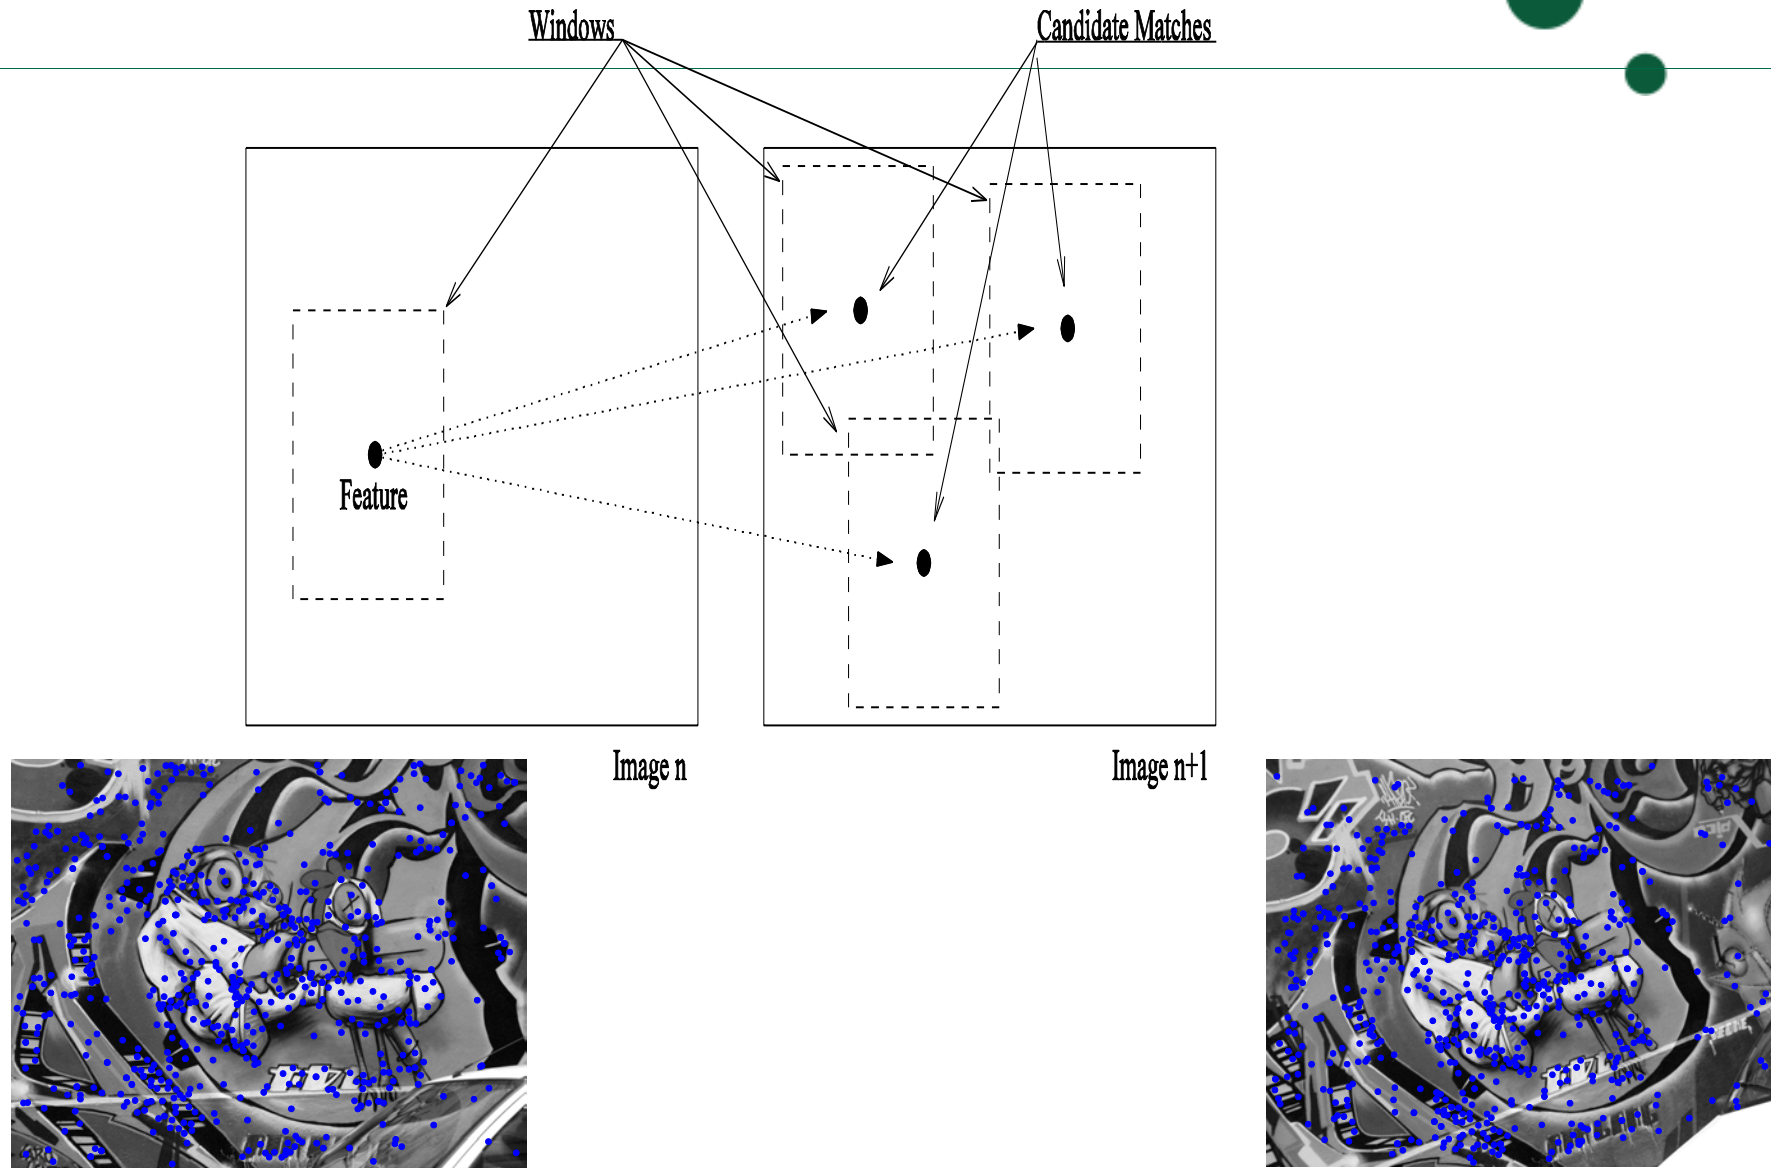 Windows
Candidate Matches
Feature
Image n
Image n+1